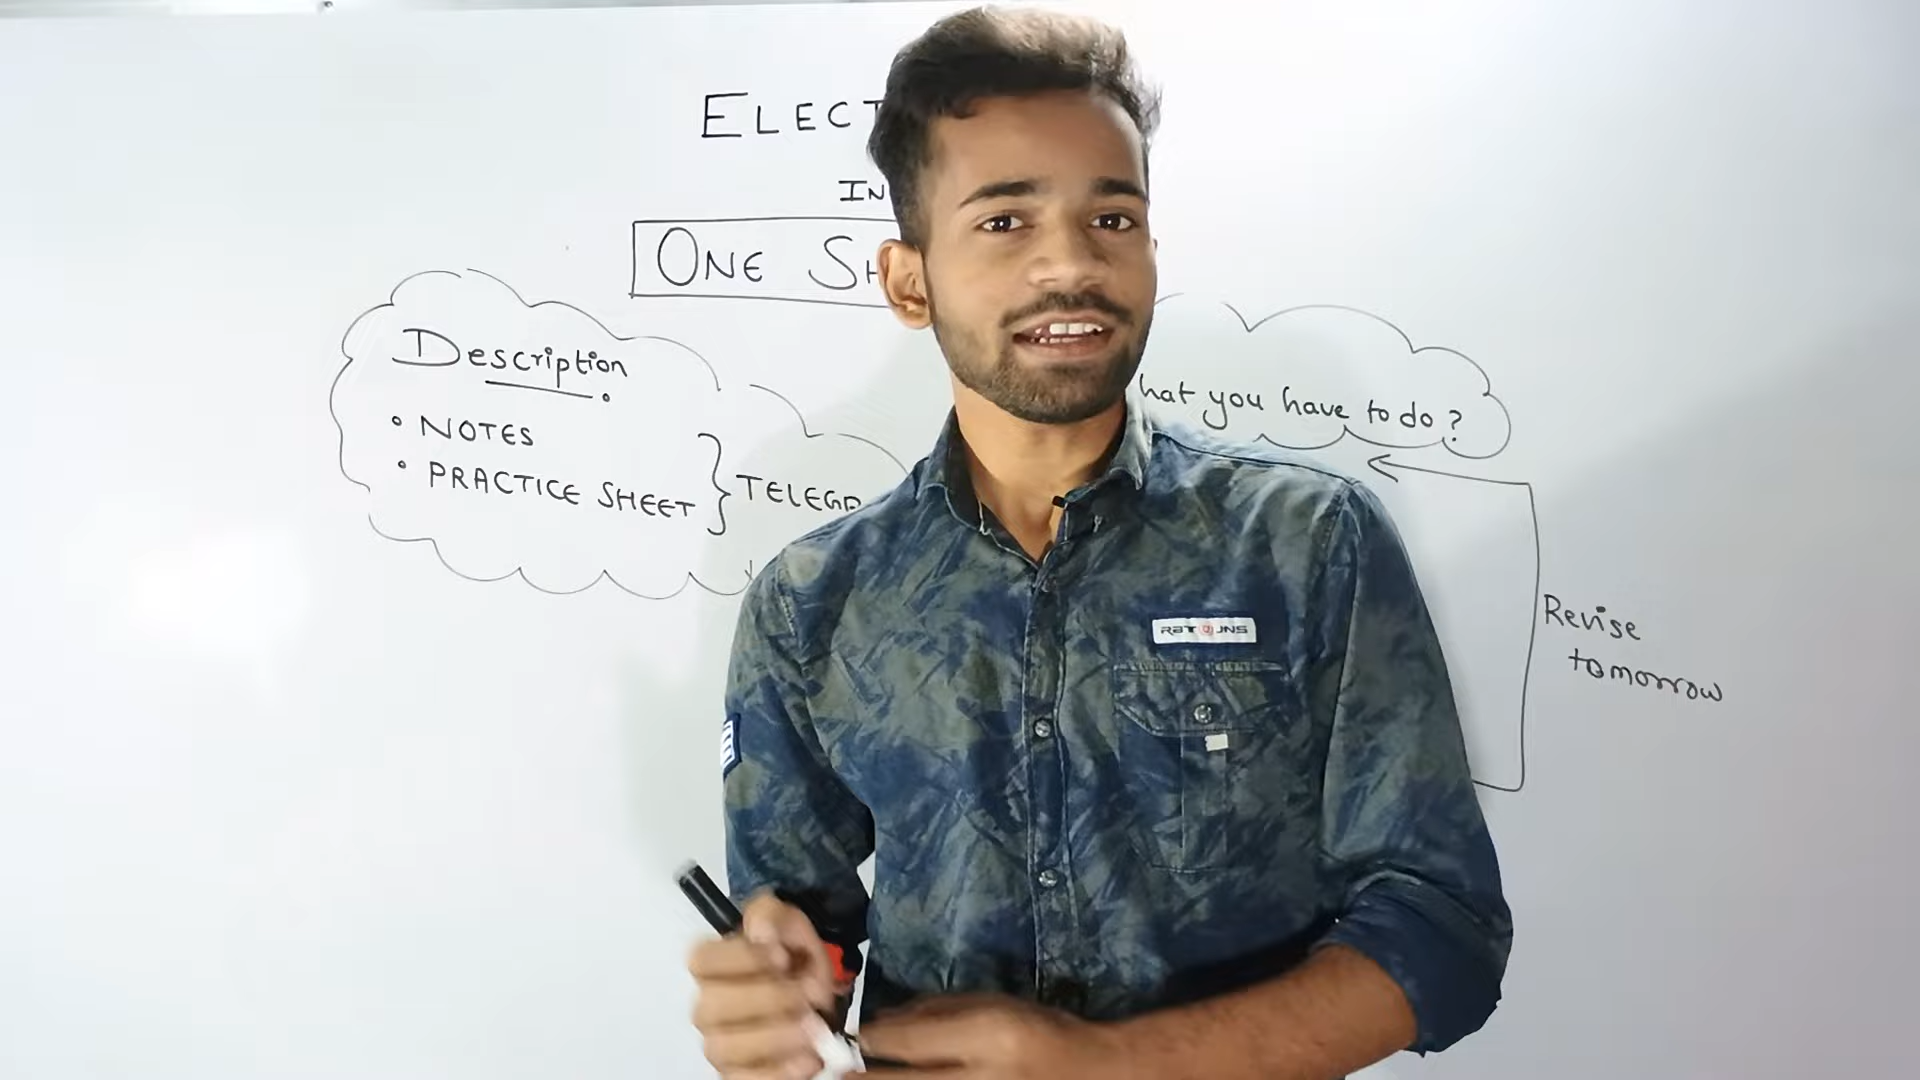 ELECT
IN
ONE SH
Description
• NOTES
• PRACTICE SHEET } TELEGR
hat you have to do?
Revise
tomorrow